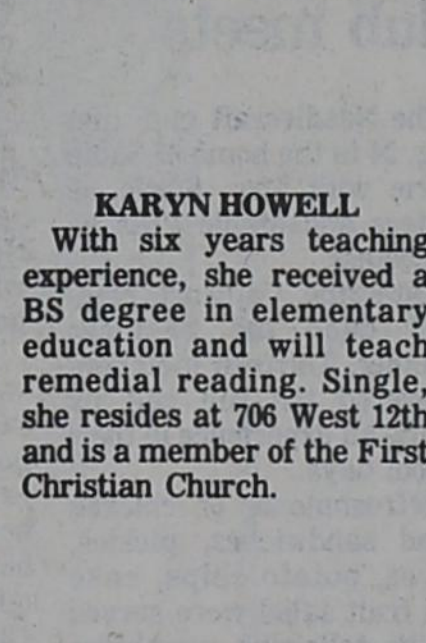 KARYN HOWELL
With six years teaching
experience, she received a
BS degree in elementary
education and will teach
remedial reading. Single,
she resides at 706 West 12th
and is a member of the First
Christian Church.